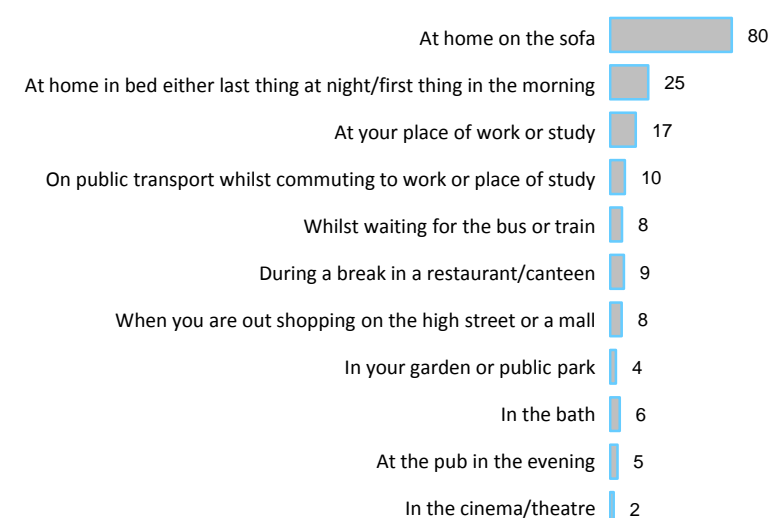 At home on the sofa 80
At home in bed either last thing at night/first thing in the morning 25
At your place of work or study 17
On public transport whilst commuting to work or place of study 10
Whilst waiting for the bus or train 8
During a break in a restaurant/canteen 9
When you are out shopping on the high street or a mall 8
In your garden or public park 4
In the bath 6
At the pub in the evening 5
In the cinema/theatre 2